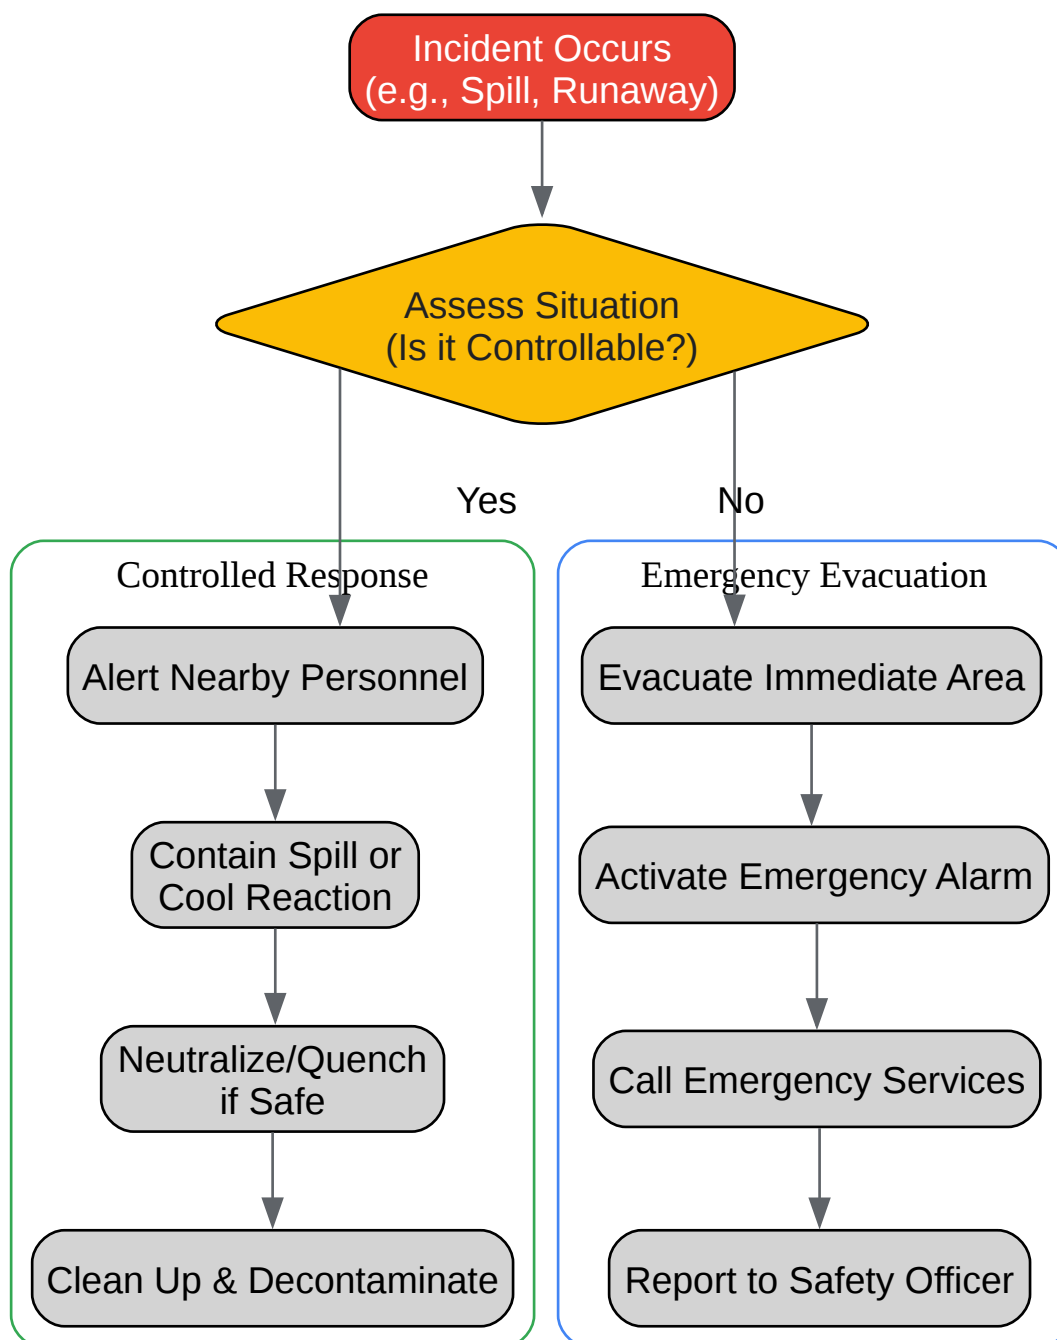 Incident Occurs
(e.g., Spill, Runaway)
Assess Situation
(Is it Controllable?)
Yes
No
Controlled Response
Alert Nearby Personnel
Contain Spill or
Cool Reaction
Neutralize/Quench
if Safe
Clean Up & Decontaminate
Emergency Evacuation
Evacuate Immediate Area
Activate Emergency Alarm
Call Emergency Services
Report to Safety Officer